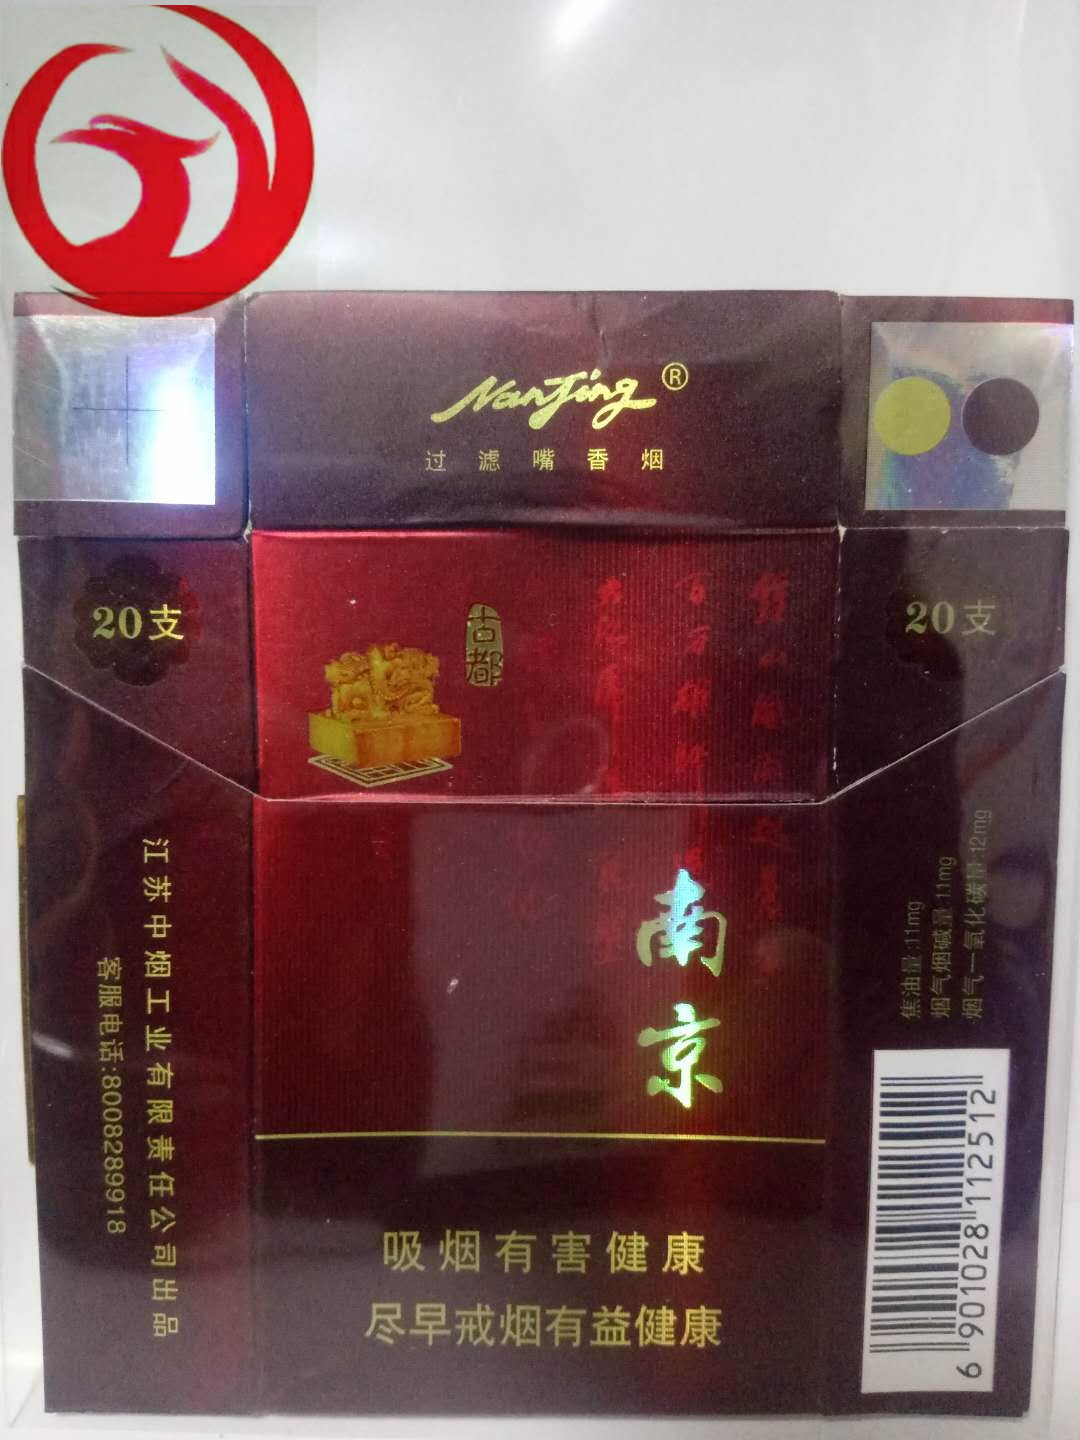 NanJing®
过滤嘴香烟
20支
古都
20支
南京
江苏中烟工业有限责任公司出品
客服电话:8008289918
焦油量:11mg
烟气烟碱量:1.1mg
烟气一氧化碳量:12mg
吸烟有害健康
尽早戒烟有益健康
6 901028 112512